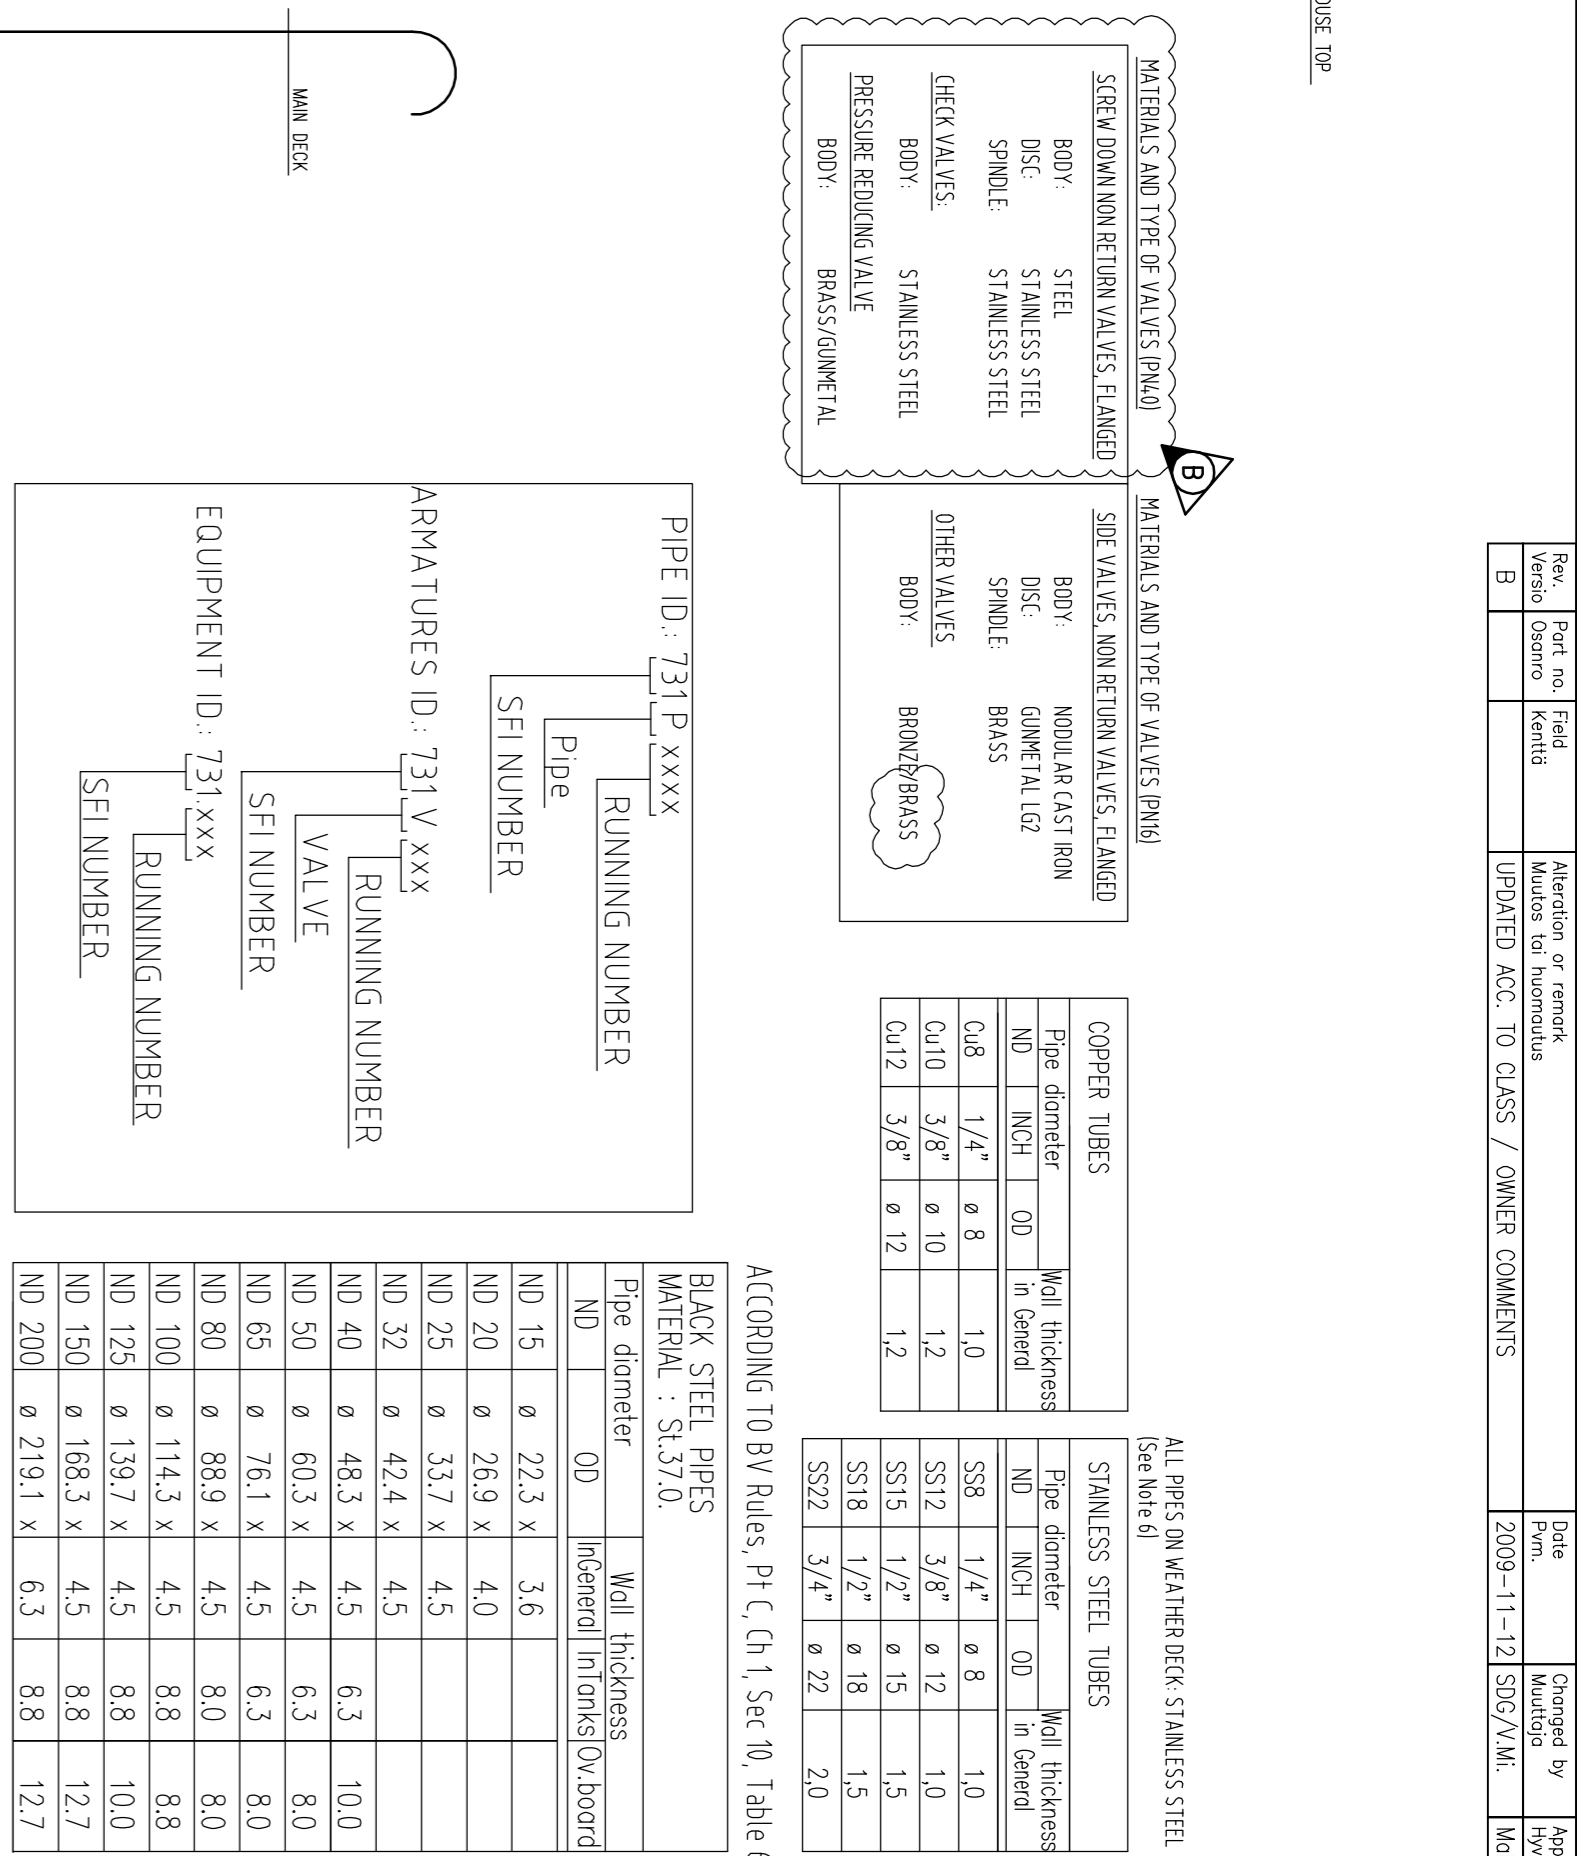 OUSE TOP
MAIN DECK
Rev. Part no. Field Alteration or remark Date Changed by App
Versio Osanro Kenttä Muutos tai huomautus Pvm. Muuttaja Hyv
B UPDATED ACC. TO CLASS / OWNER COMMENTS 2009-11-12 SDG/V.Mi. Ma
MATERIALS AND TYPE OF VALVES (PN40)
SCREW DOWN NON RETURN VALVES, FLANGED
BODY: STEEL
DISC: STAINLESS STEEL
SPINDLE: STAINLESS STEEL
CHECK VALVES:
BODY: STAINLESS STEEL
PRESSURE REDUCING VALVE
BODY: BRASS/GUNMETAL
B
MATERIALS AND TYPE OF VALVES (PN16)
SIDE VALVES, NON RETURN VALVES, FLANGED
BODY: NODULAR CAST IRON
DISC: GUNMETAL LG2
SPINDLE: BRASS
OTHER VALVES
BODY: BRONZE/BRASS
COPPER TUBES
Pipe diameter Wall thickness
ND INCH OD in General
Cu8 1/4" ø 8 1,0
Cu10 3/8" ø 10 1,2
Cu12 3/8" ø 12 1,2
ALL PIPES ON WEATHER DECK: STAINLESS STEEL
(See Note 6)
STAINLESS STEEL TUBES
Pipe diameter Wall thickness
ND INCH OD in General
SS8 1/4" ø 8 1,0
SS12 3/8" ø 12 1,0
SS15 1/2" ø 15 1,5
SS18 1/2" ø 18 1,5
SS22 3/4" ø 22 2,0
PIPE ID.: 731 P xxxx
RUNNING NUMBER
Pipe
SFI NUMBER
ARMATURES ID.: 731 V xxx
RUNNING NUMBER
VALVE
SFI NUMBER
EQUIPMENT ID.: 731.xxx
RUNNING NUMBER
SFI NUMBER
ACCORDING TO BV Rules, Pt C, Ch 1, Sec 10, Table 6
BLACK STEEL PIPES
MATERIAL : St.37.0.
Pipe diameter Wall thickness
ND OD InGeneral InTanks Ov.board
ND 15 ø 22.3 x 3.6
ND 20 ø 26.9 x 4.0
ND 25 ø 33.7 x 4.5
ND 32 ø 42.4 x 4.5
ND 40 ø 48.3 x 4.5 6.3 10.0
ND 50 ø 60.3 x 4.5 6.3 8.0
ND 65 ø 76.1 x 4.5 6.3 8.0
ND 80 ø 88.9 x 4.5 8.0 8.0
ND 100 ø 114.3 x 4.5 8.8 8.8
ND 125 ø 139.7 x 4.5 8.8 10.0
ND 150 ø 168.3 x 4.5 8.8 12.7
ND 200 ø 219.1 x 6.3 8.8 12.7